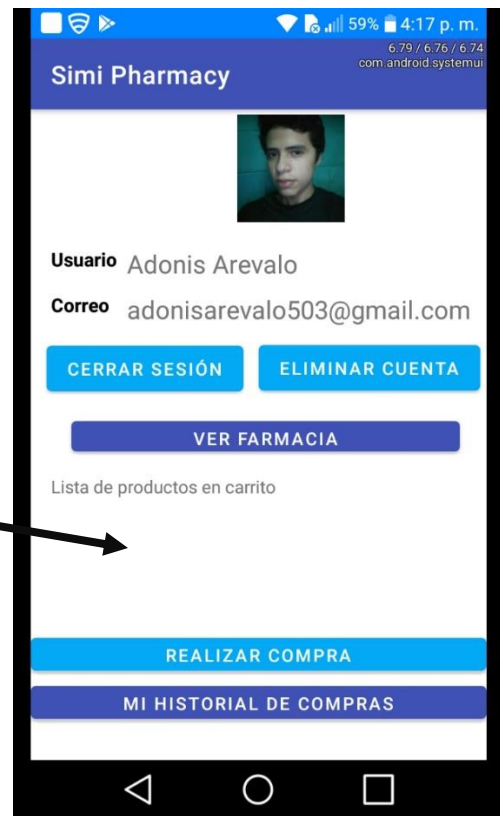 59% 4:17 p. m.
6.79 / 6.76 / 6.74
com.android.systemui
Simi Pharmacy
Usuario Adonis Arevalo
Correo adonisarevalo503@gmail.com
CERRAR SESIÓN ELIMINAR CUENTA
VER FARMACIA
Lista de productos en carrito
REALIZAR COMPRA
MI HISTORIAL DE COMPRAS